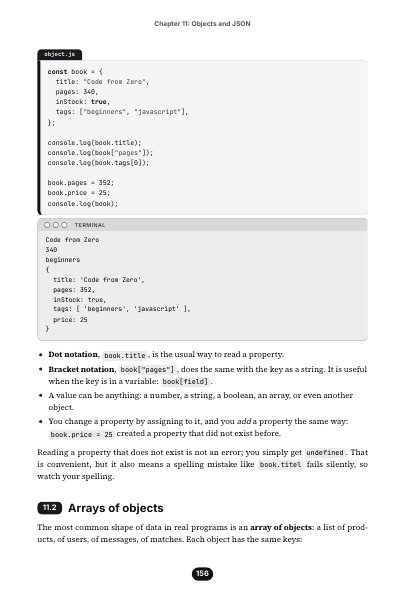 Chapter 11: Objects and JSON
object.js
const book = {
  title: "Code from Zero",
  pages: 340,
  inStock: true,
  tags: ["beginners", "javascript"],
};

console.log(book.title);
console.log(book["pages"]);
console.log(book.tags[0]);

book.pages = 352;
book.price = 25;
console.log(book);
TERMINAL
Code from Zero
340
beginners
{
  title: 'Code from Zero',
  pages: 352,
  inStock: true,
  tags: [ 'beginners', 'javascript' ],
  price: 25
}
• Dot notation, book.title, is the usual way to read a property.
• Bracket notation, book["pages"], does the same with the key as a string. It is useful
when the key is in a variable: book[field].
• A value can be anything: a number, a string, a boolean, an array, or even another
object.
• You change a property by assigning to it, and you add a property the same way:
book.price = 25 created a property that did not exist before.
Reading a property that does not exist is not an error; you simply get undefined. That
is convenient, but it also means a spelling mistake like book.titel fails silently, so
watch your spelling.
11.2 Arrays of objects
The most common shape of data in real programs is an array of objects: a list of prod-
ucts, of users, of messages, of matches. Each object has the same keys:
156